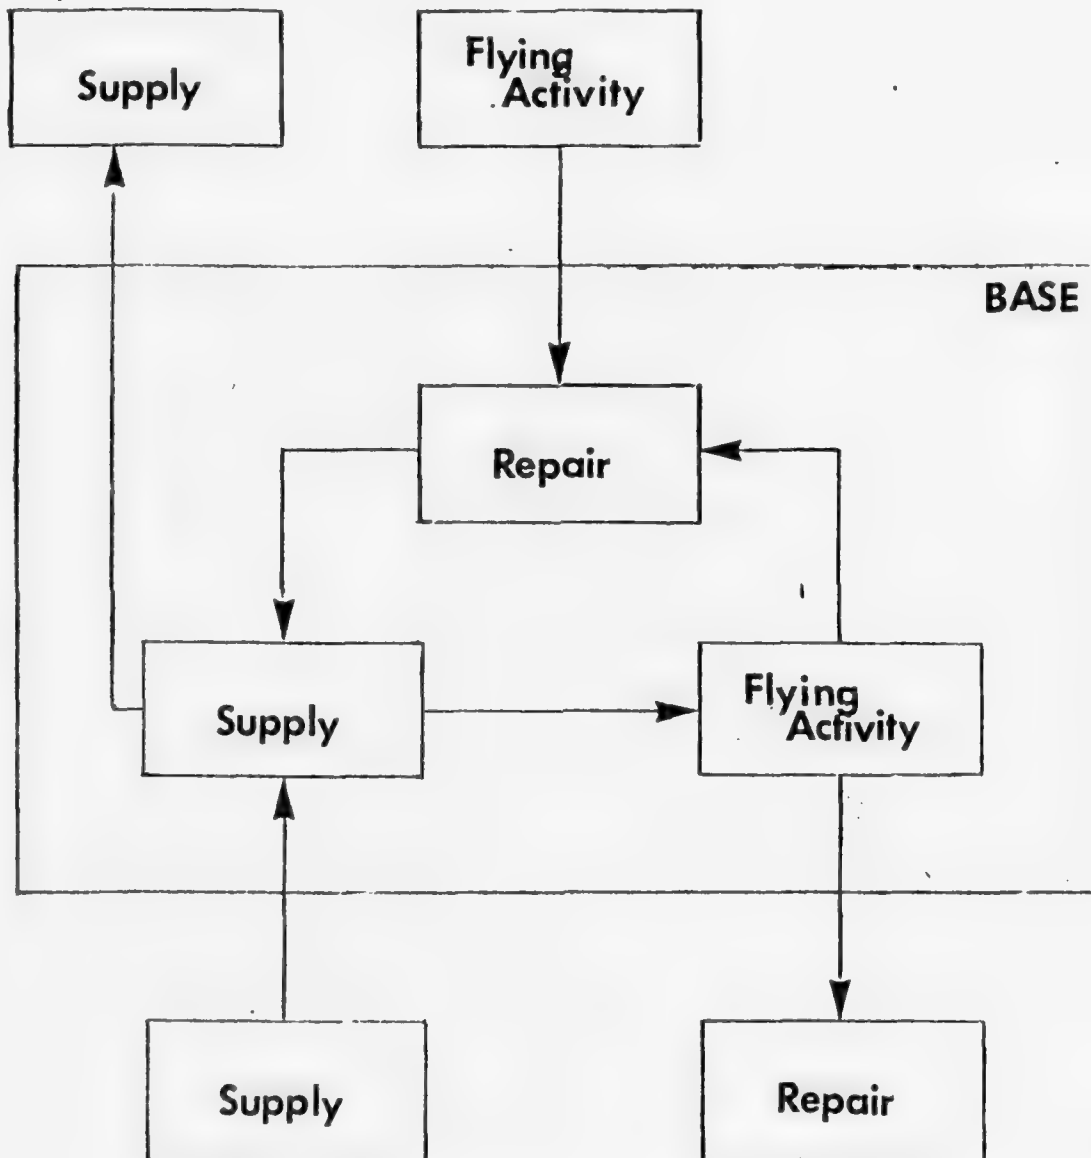 Supply
Flying
Activity
BASE
Repair
Supply
Flying
Activity
Supply
Repair